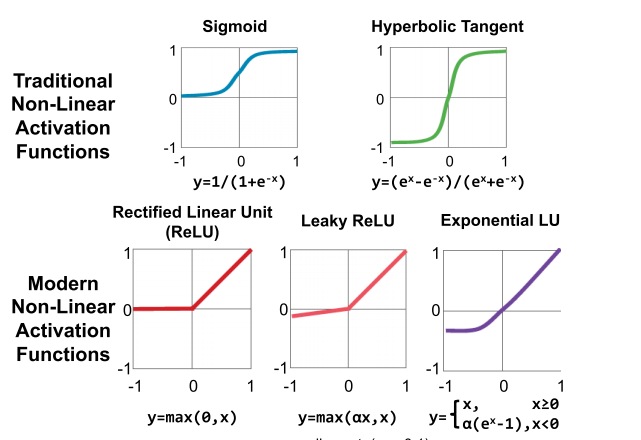 Sigmoid
Hyperbolic Tangent
Traditional
Non-Linear
Activation
Functions
1
0
-1
-1 0 1
y=1/(1+e⁻ˣ)
1
0
-1
-1 0 1
y=(eˣ-e⁻ˣ)/(eˣ+e⁻ˣ)
Rectified Linear Unit
(ReLU)
Leaky ReLU
Exponential LU
Modern
Non-Linear
Activation
Functions
1
0
-1
-1 0 1
y=max(0,x)
1
0
-1
-1 0 1
y=max(αx,x)
1
0
-1
-1 0 1
y={x, x≥0
α(eˣ-1),x<0